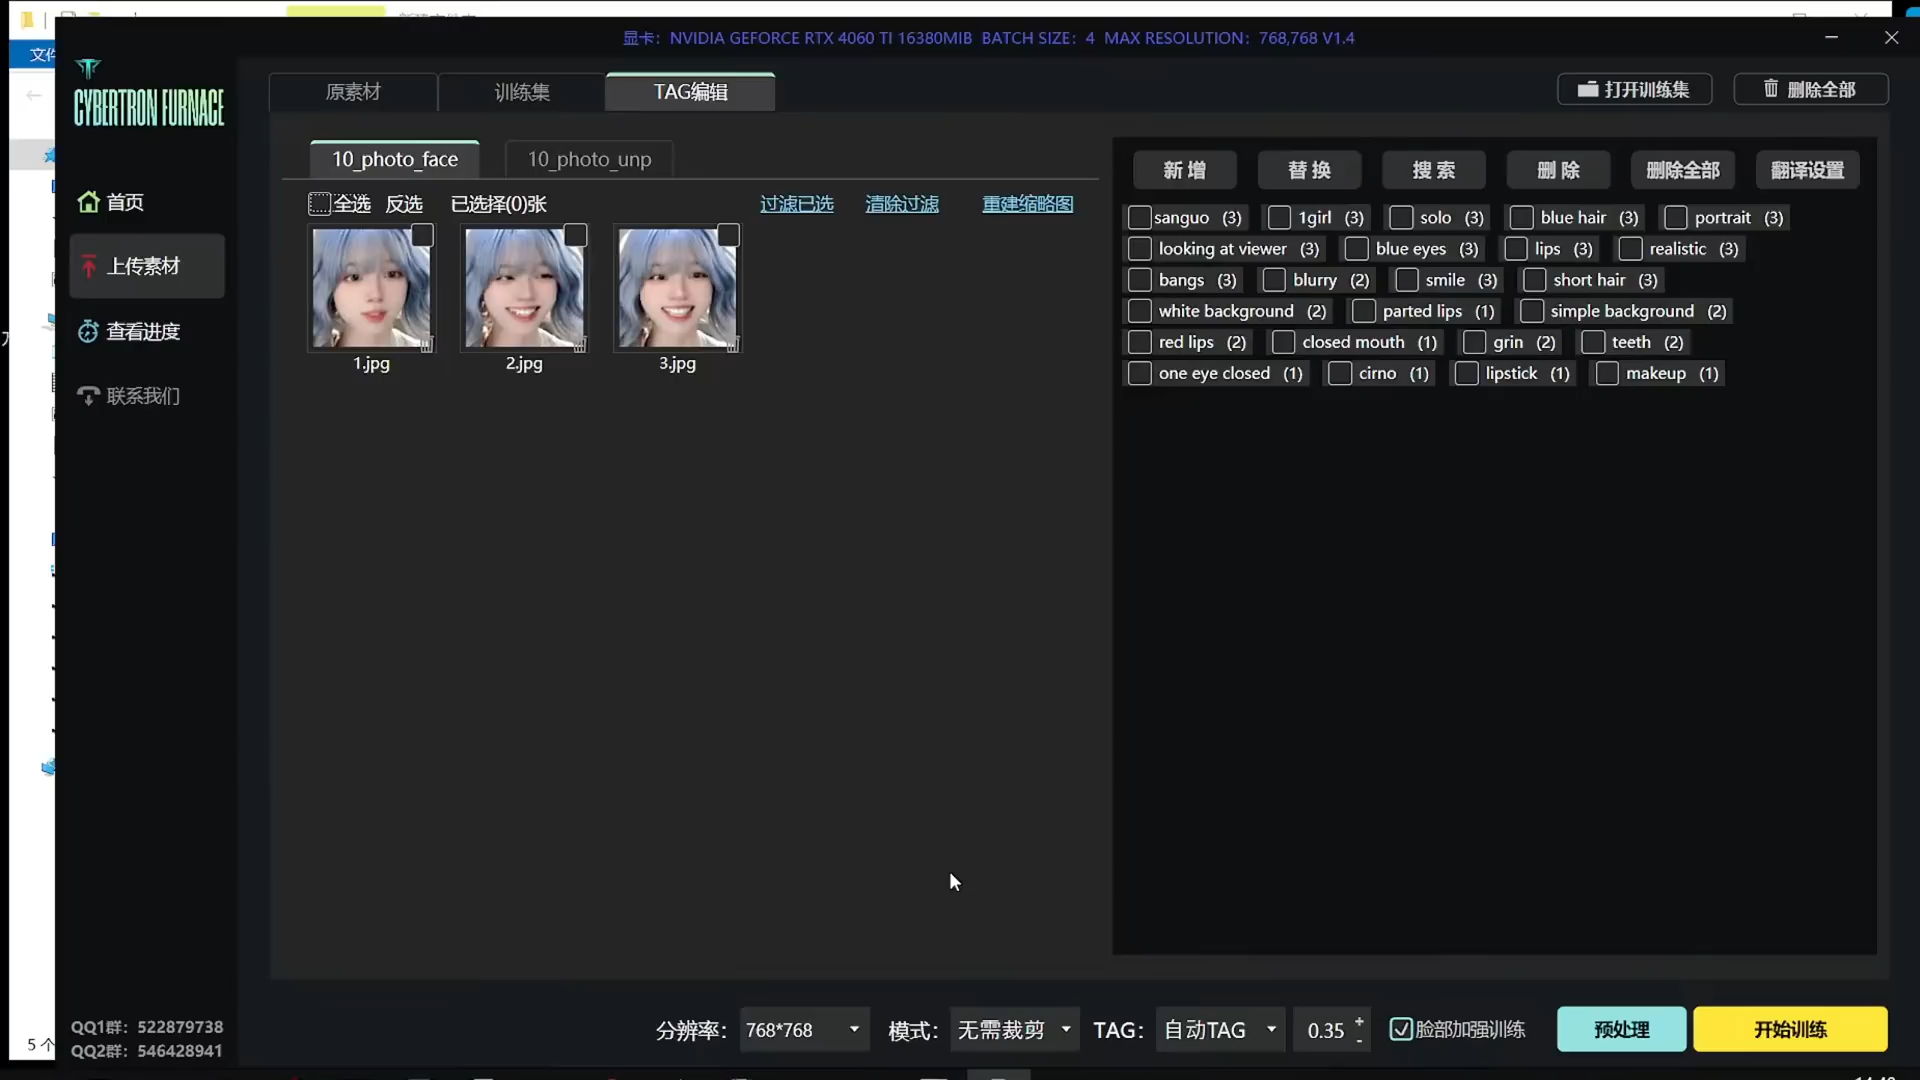 显卡：NVIDIA GEFORCE RTX 4060 TI 16380MIB BATCH SIZE：4 MAX RESOLUTION：768,768 V1.4
文件
CYBERTRON FURNACE
原素材 训练集 TAG编辑
打开训练集 删除全部
10_photo_face 10_photo_unp
新增 替换 搜索 删除 删除全部 翻译设置
首页
上传素材
查看进度
联系我们
全选 反选 已选择(0)张 过滤已选 清除过滤 重建缩略图
1.jpg 2.jpg 3.jpg
sanguo (3) 1girl (3) solo (3) blue hair (3) portrait (3)
looking at viewer (3) blue eyes (3) lips (3) realistic (3)
bangs (3) blurry (2) smile (3) short hair (3)
white background (2) parted lips (1) simple background (2)
red lips (2) closed mouth (1) grin (2) teeth (2)
one eye closed (1) cirno (1) lipstick (1) makeup (1)
QQ1群：522879738
QQ2群：546428941
5 个
分辨率：768*768 模式：无需裁剪 TAG：自动TAG 0.35 + - 脸部加强训练 预处理 开始训练